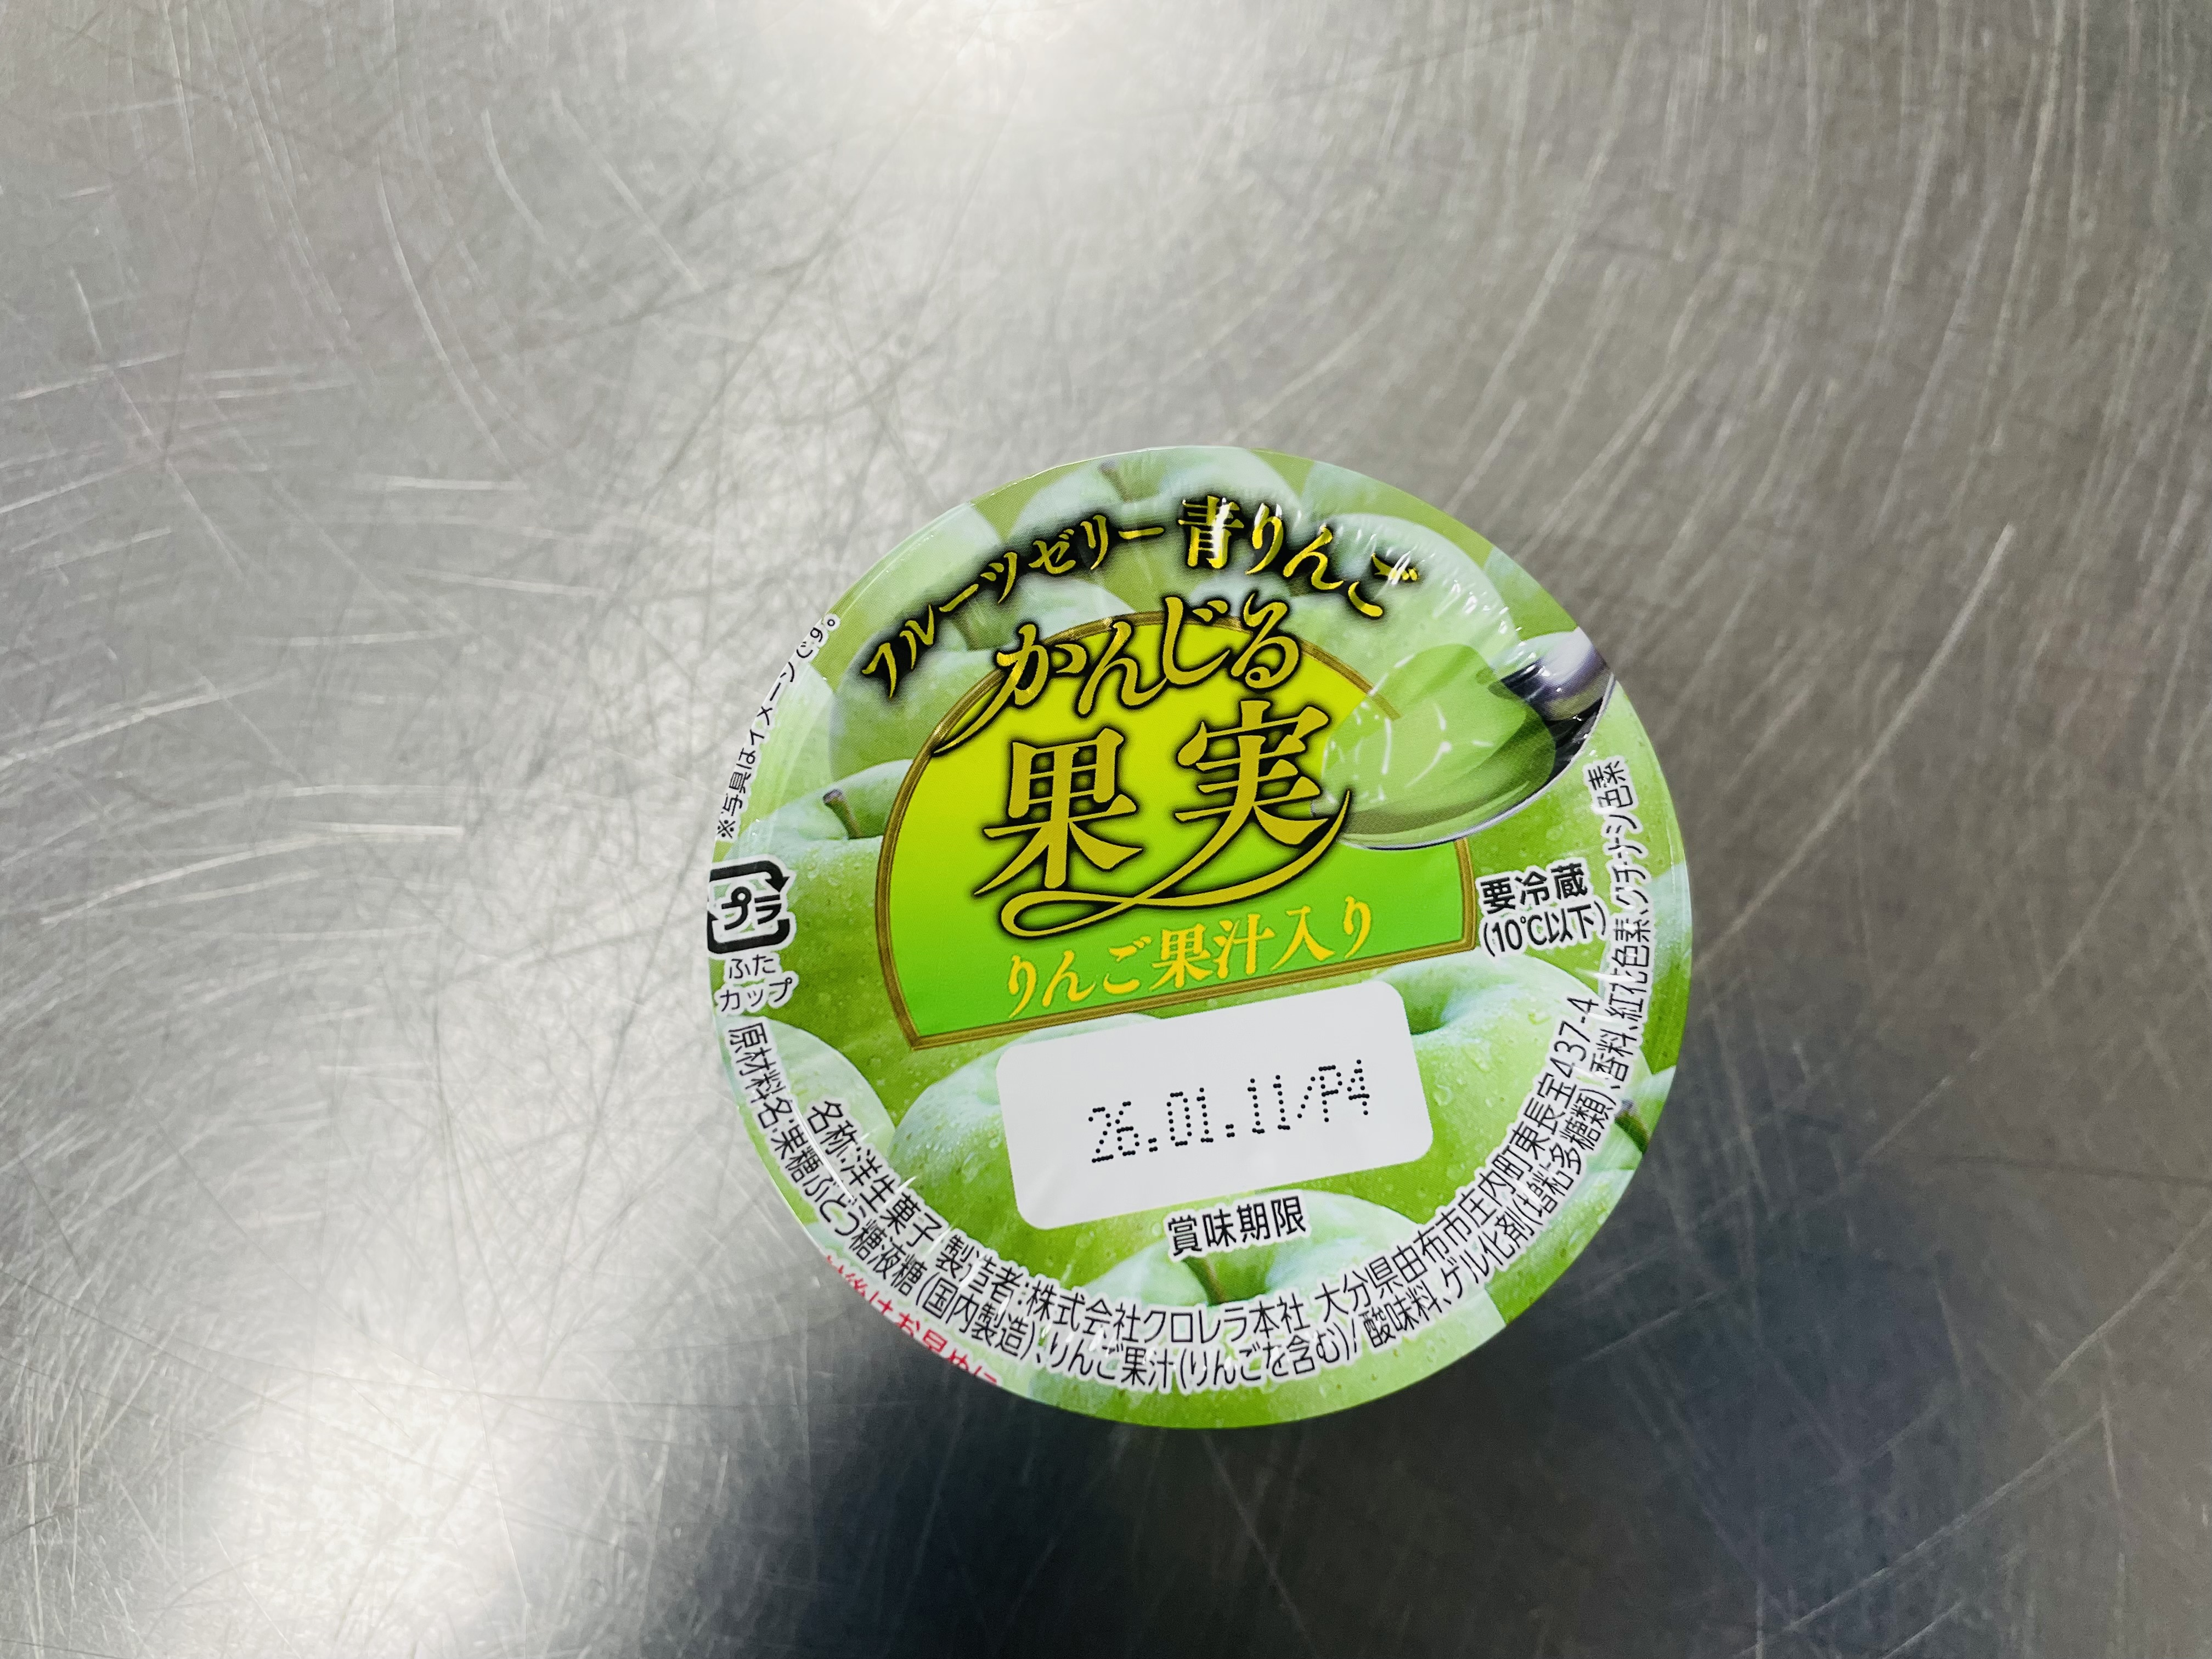 フルーツゼリー 青りんご
かんじる
果実
りんご果汁入り
※写真はイメージです。
プラ
ふた
カップ
要冷蔵
(10℃以下)
26.01.11/P4
賞味期限
名称:洋生菓子 製造者:株式会社クロレラ本社 大分県由布市庄内町東長宝437-4
原材料名:果糖ぶどう糖液糖(国内製造)、りんご果汁(りんごを含む)/酸味料、ゲル化剤(増粘多糖類)、香料、紅花色素、クチナシ色素
後はお早めに